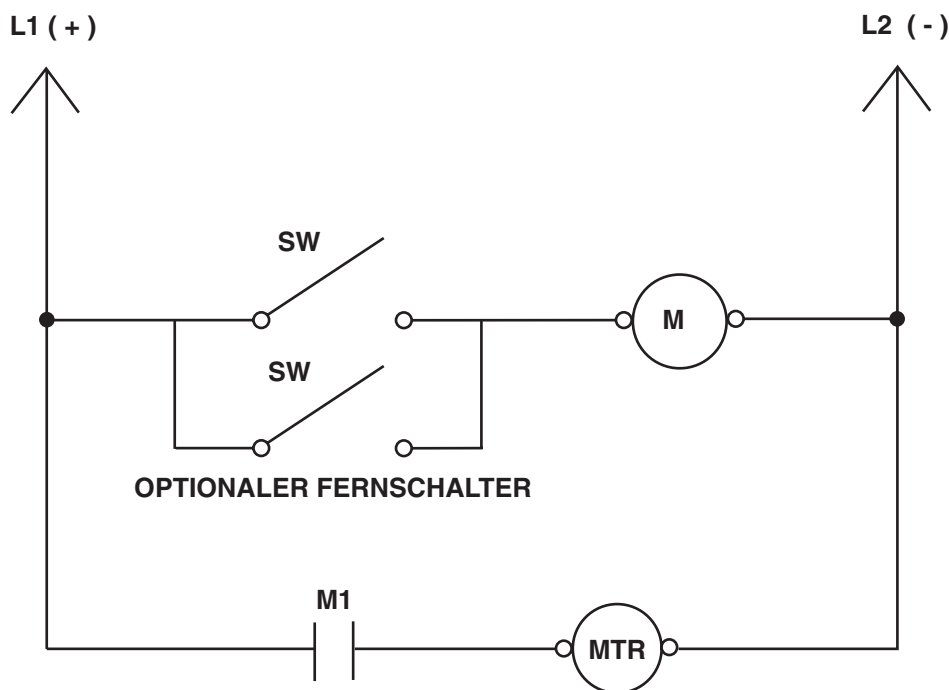 L1 ( + )
L2 ( - )
SW
M
SW
OPTIONALER FERNSCHALTER
M1
MTR